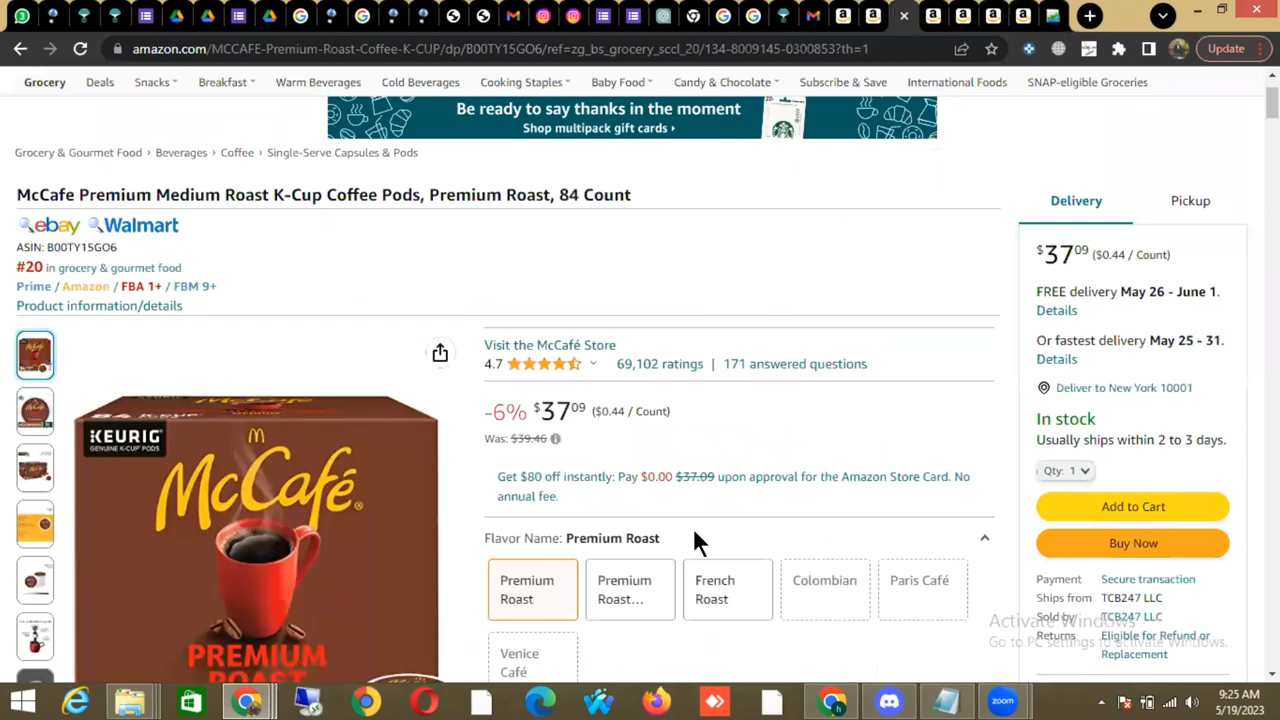 amazon.com/MCCAFE-Premium-Roast-Coffee-K-CUP/dp/B00TY15GO6/ref=zg_bs_grocery_sccl_20/134-8009145-0300853?th=1
Update
Grocery Deals Snacks Breakfast Warm Beverages Cold Beverages Cooking Staples Baby Food Candy & Chocolate Subscribe & Save International Foods SNAP-eligible Groceries
Be ready to say thanks in the moment
Shop multipack gift cards ›
Grocery & Gourmet Food › Beverages › Coffee › Single-Serve Capsules & Pods
McCafe Premium Medium Roast K-Cup Coffee Pods, Premium Roast, 84 Count
ebay Walmart
ASIN: B00TY15GO6
#20 in grocery & gourmet food
Prime / Amazon / FBA 1+ / FBM 9+
Product information/details
KEURIG
GENUINE K-CUP PODS
McCafé®
PREMIUM
ROAST
Visit the McCafé Store
4.7 69,102 ratings | 171 answered questions
-6% $3709 ($0.44 / Count)
Was: $39.46
Get $80 off instantly: Pay $0.00 $37.09 upon approval for the Amazon Store Card. No
annual fee.
Flavor Name: Premium Roast
Premium
Roast
Premium
Roast...
French
Roast
Colombian
Paris Café
Venice
Café
Delivery Pickup
$3709 ($0.44 / Count)
FREE delivery May 26 - June 1.
Details
Or fastest delivery May 25 - 31.
Details
Deliver to New York 10001
In stock
Usually ships within 2 to 3 days.
Qty: 1
Add to Cart
Buy Now
Payment Secure transaction
Ships from TCB247 LLC
Sold by TCB247 LLC
Returns Eligible for Refund or
Replacement
Activate Windows
Go to PC settings to activate Windows.
zoom
9:25 AM
5/19/2023